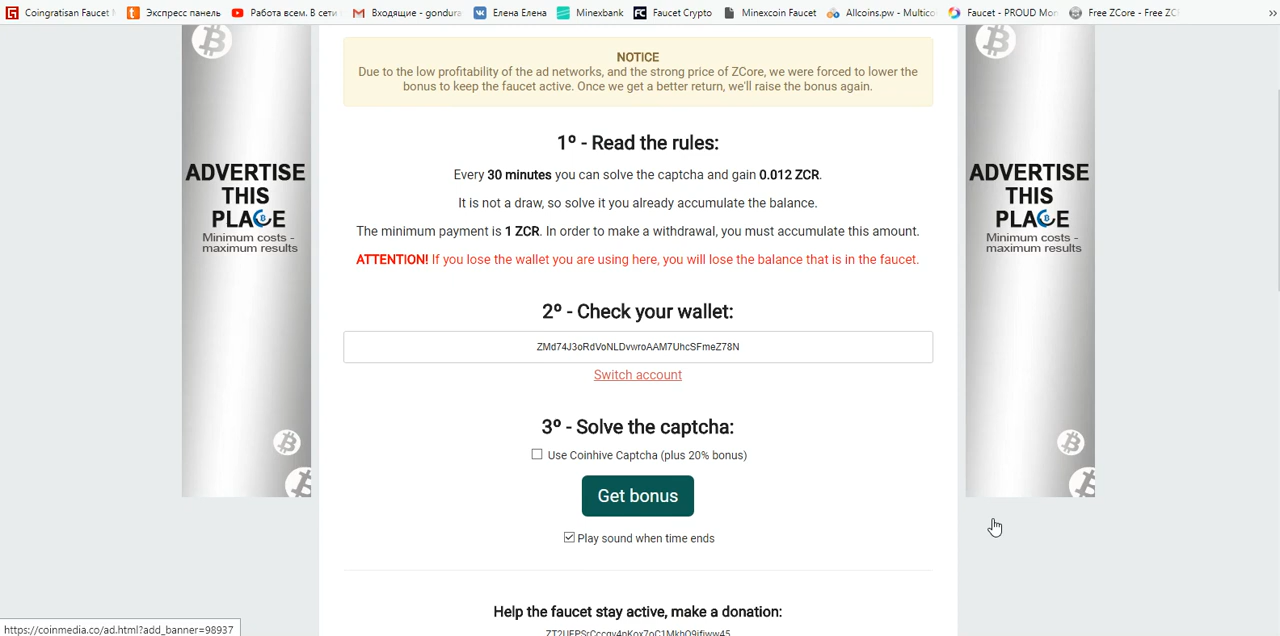 Coingratisan Faucet
Экспресс панель
Работа всем. В сети
Входящие - gondura
Елена Елена
Minexbank
Faucet Crypto
Minexcoin Faucet
Allcoins.pw - Multico
Faucet - PROUD Mon
Free ZCore - Free ZC
»
NOTICE
Due to the low profitability of the ad networks, and the strong price of ZCore, we were forced to lower the
bonus to keep the faucet active. Once we get a better return, we'll raise the bonus again.
ADVERTISE
THIS
PLACE
Minimum costs -
maximum results
1º - Read the rules:
Every 30 minutes you can solve the captcha and gain 0.012 ZCR.
It is not a draw, so solve it you already accumulate the balance.
The minimum payment is 1 ZCR. In order to make a withdrawal, you must accumulate this amount.
ATTENTION! If you lose the wallet you are using here, you will lose the balance that is in the faucet.
2º - Check your wallet:
ZMd74J3oRdVoNLDvwroAAM7UhcSFmeZ78N
Switch account
3º - Solve the captcha:
Use Coinhive Captcha (plus 20% bonus)
Get bonus
Play sound when time ends
Help the faucet stay active, make a donation:
ADVERTISE
THIS
PLACE
Minimum costs -
maximum results
https://coinmedia.co/ad.html?add_banner=98937